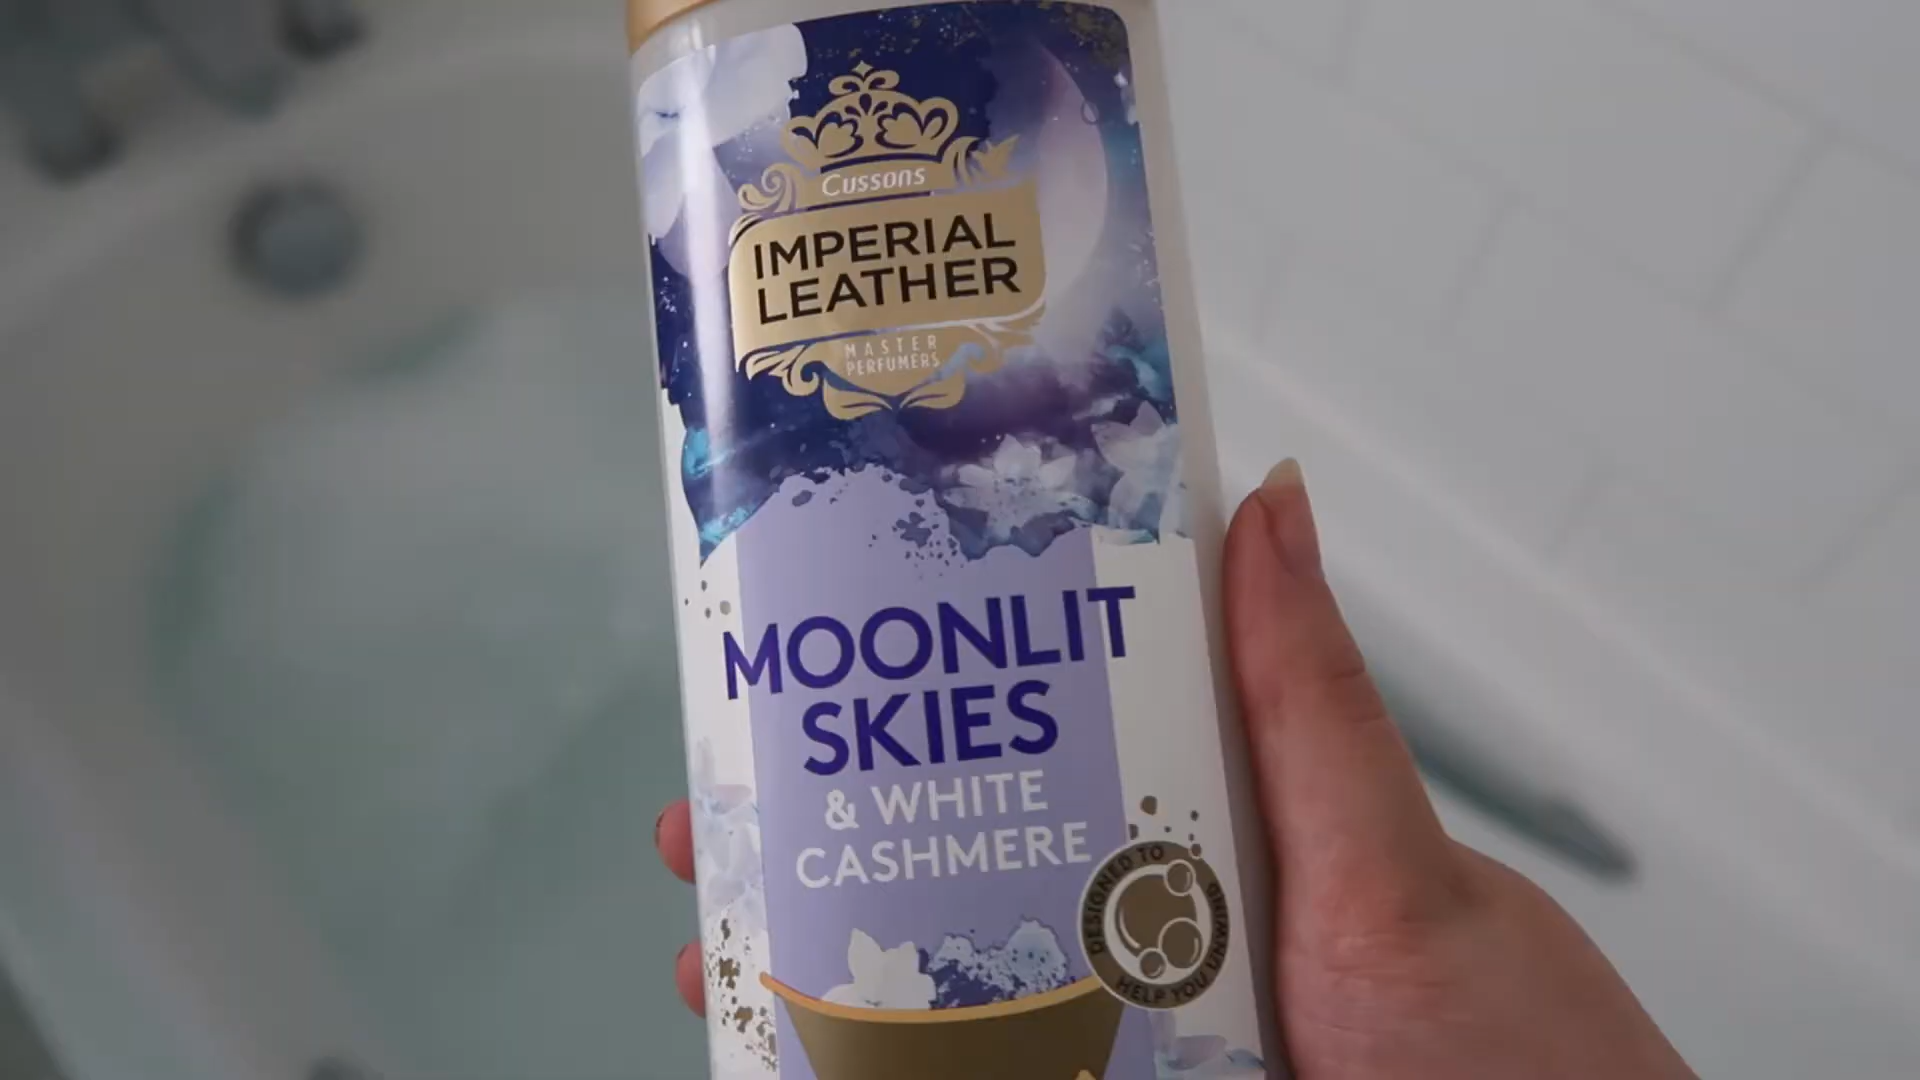 Cussons
IMPERIAL
LEATHER
MASTER
PERFUMERS
MOONLIT
SKIES
& WHITE
CASHMERE
DESIGNED TO
HELP YOU UNWIND